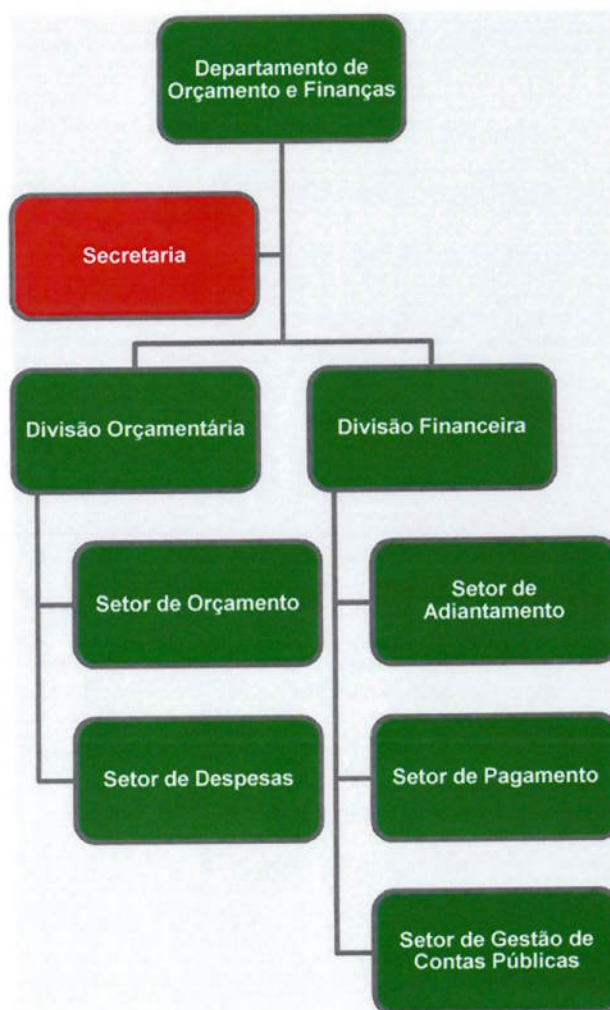 Departamento de
Orçamento e Finanças
Secretaria
Divisão Orçamentária
Divisão Financeira
Setor de Orçamento
Setor de
Adiantamento
Setor de Despesas
Setor de Pagamento
Setor de Gestão de
Contas Públicas